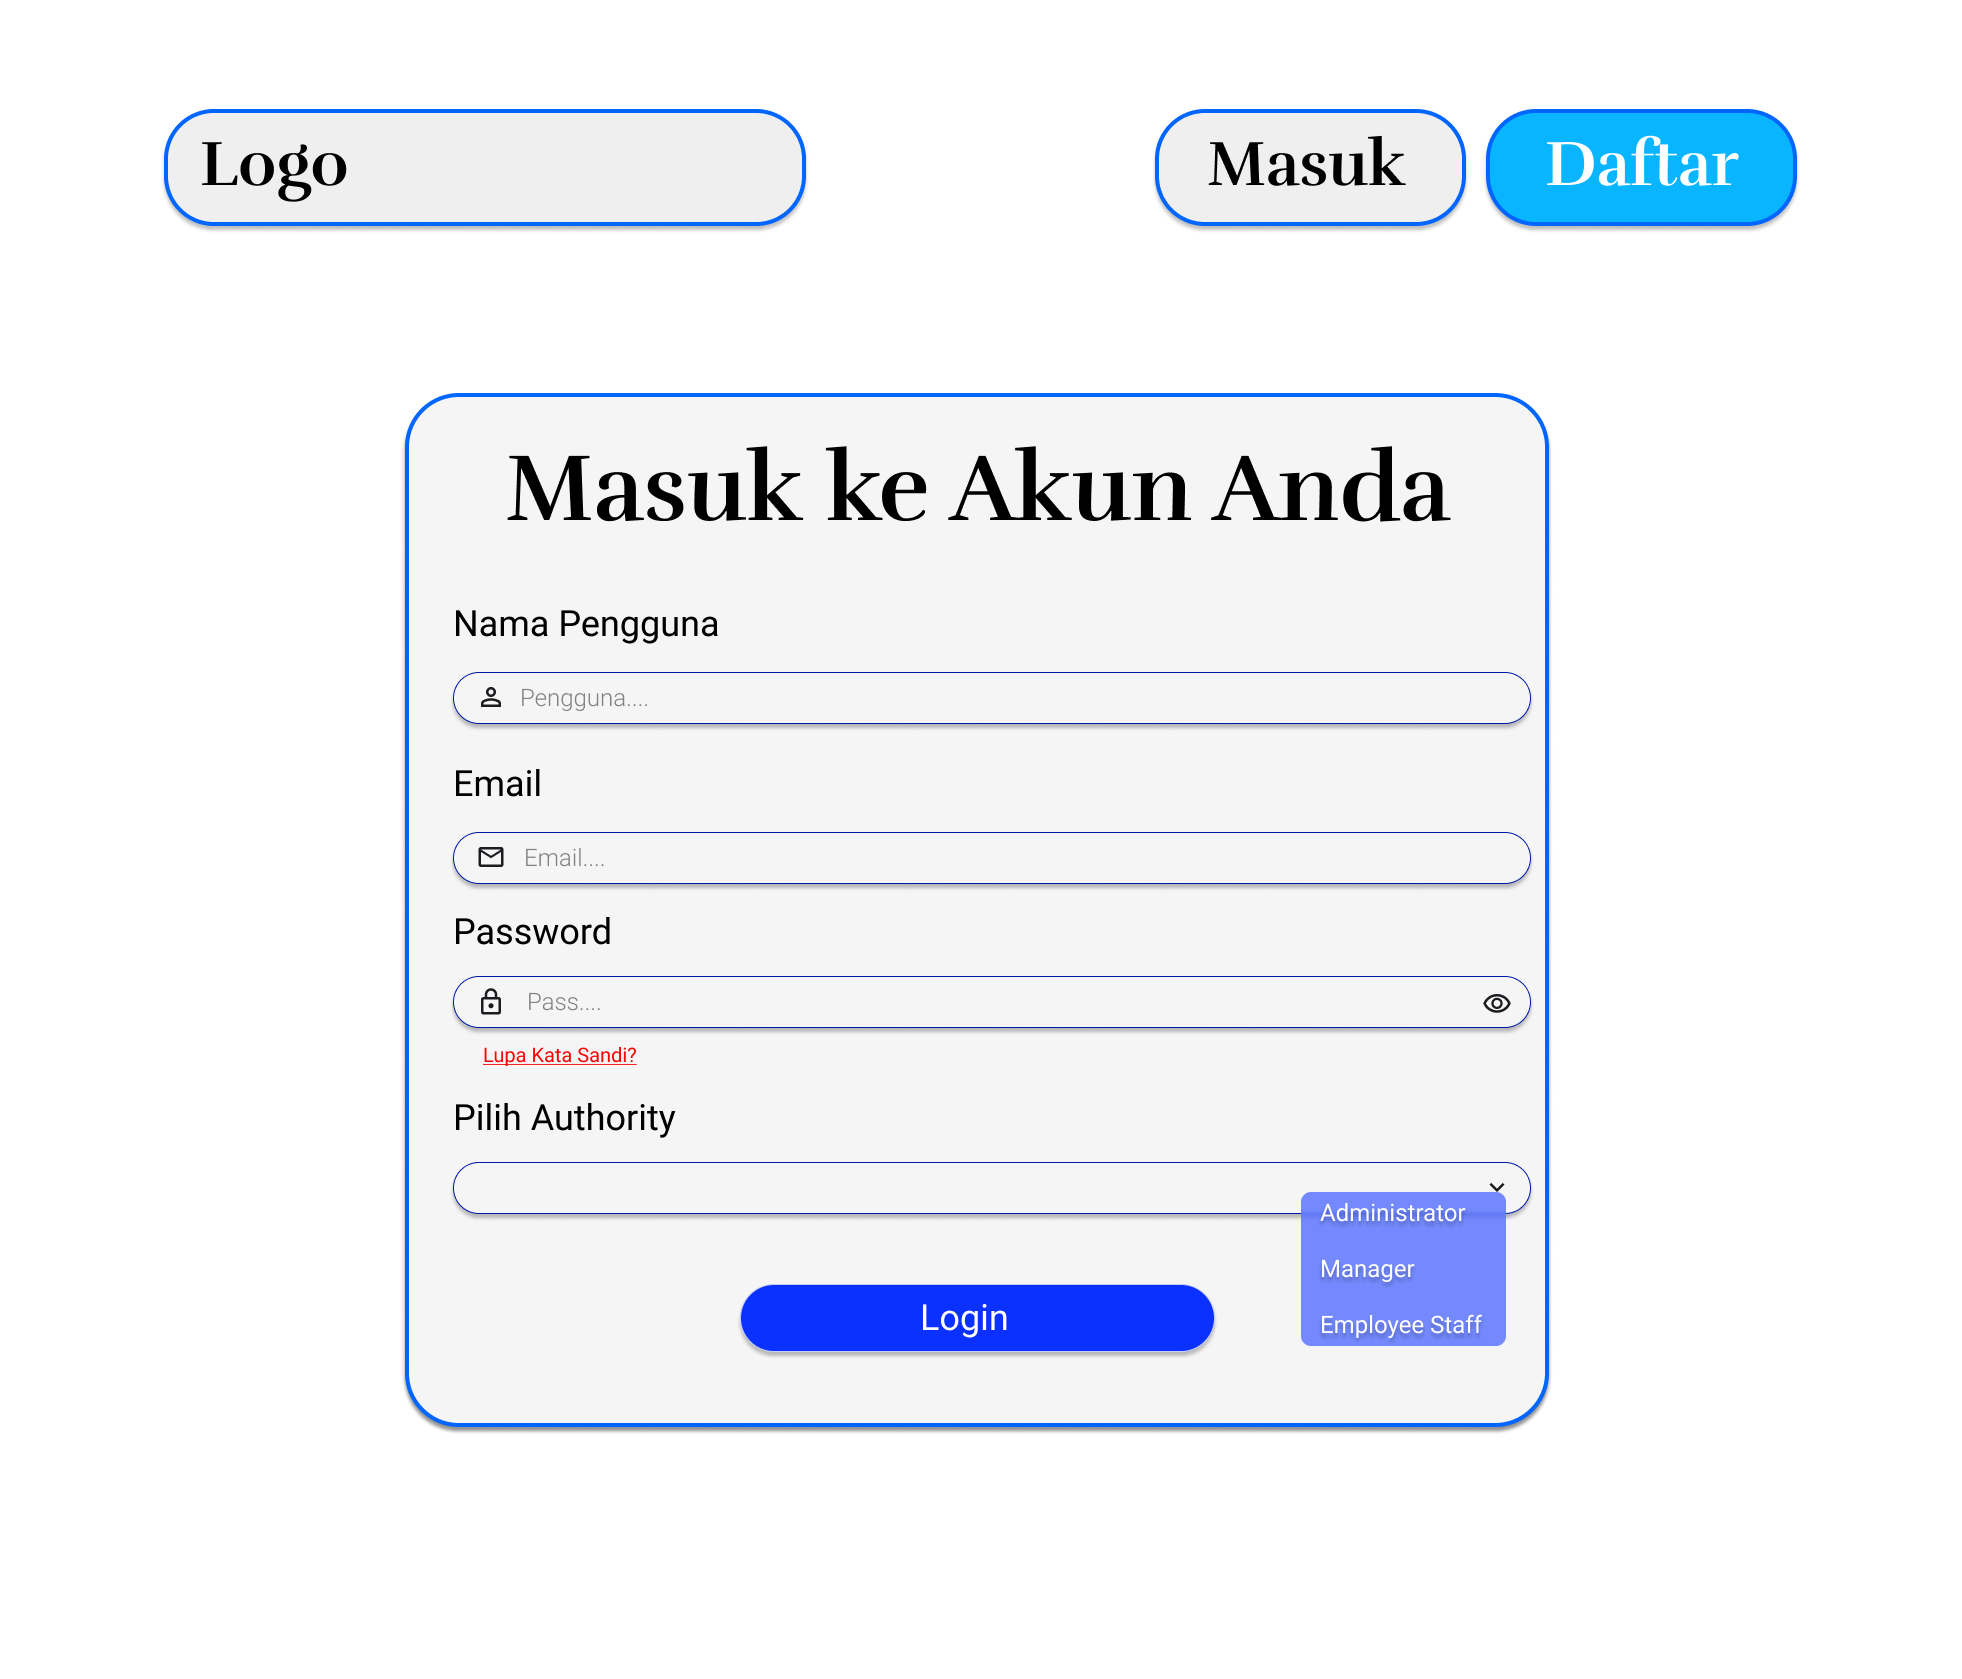 Logo
Masuk
Daftar
Masuk ke Akun Anda
Nama Pengguna
Pengguna....
Email
Email....
Password
Pass....
Lupa Kata Sandi?
Pilih Authority
Administrator
Manager
Employee Staff
Login